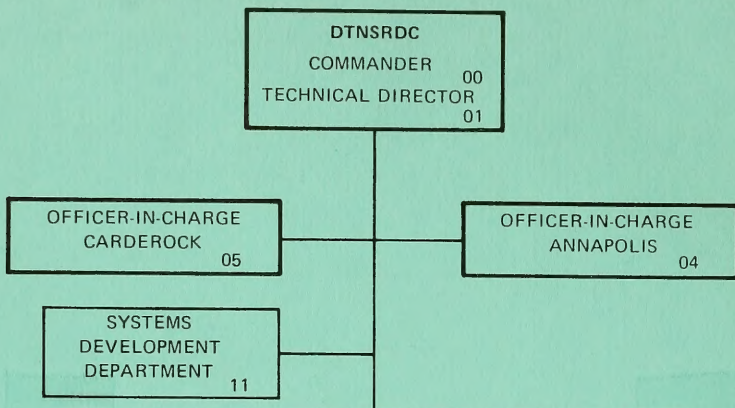 DTNSRDC
COMMANDER
00
TECHNICAL DIRECTOR
01
OFFICER-IN-CHARGE
CARDEROCK
05
OFFICER-IN-CHARGE
ANNAPOLIS
04
SYSTEMS
DEVELOPMENT
DEPARTMENT
11